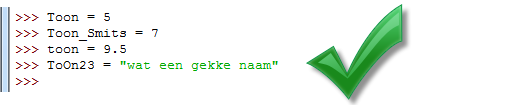 >>> Toon = 5
>>> Toon_Smits = 7
>>> toon = 9.5
>>> ToOn23 = "wat een gekke naam"
>>>